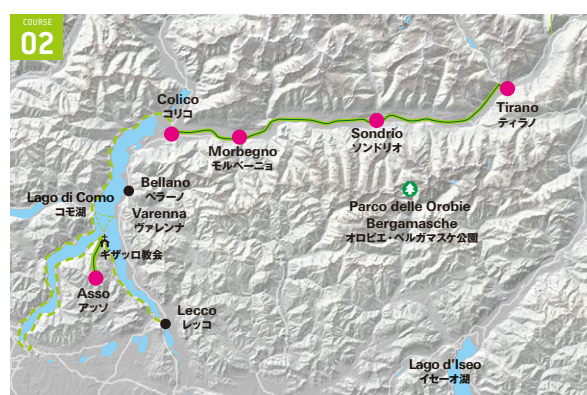 COURSE
02
Colico
コリコ
Tirano
ティラノ
Sondrio
ソンドリオ
Morbegno
モルベーニョ
Bellano
ベラーノ
Lago di Como
コモ湖
Varenna
ヴァレンナ
Parco delle Orobie
Bergamasche
オロビエ・ベルガマスケ公園
ギザッロ教会
Asso
アッソ
Lecco
レッコ
Lago d'Iseo
イセーオ湖